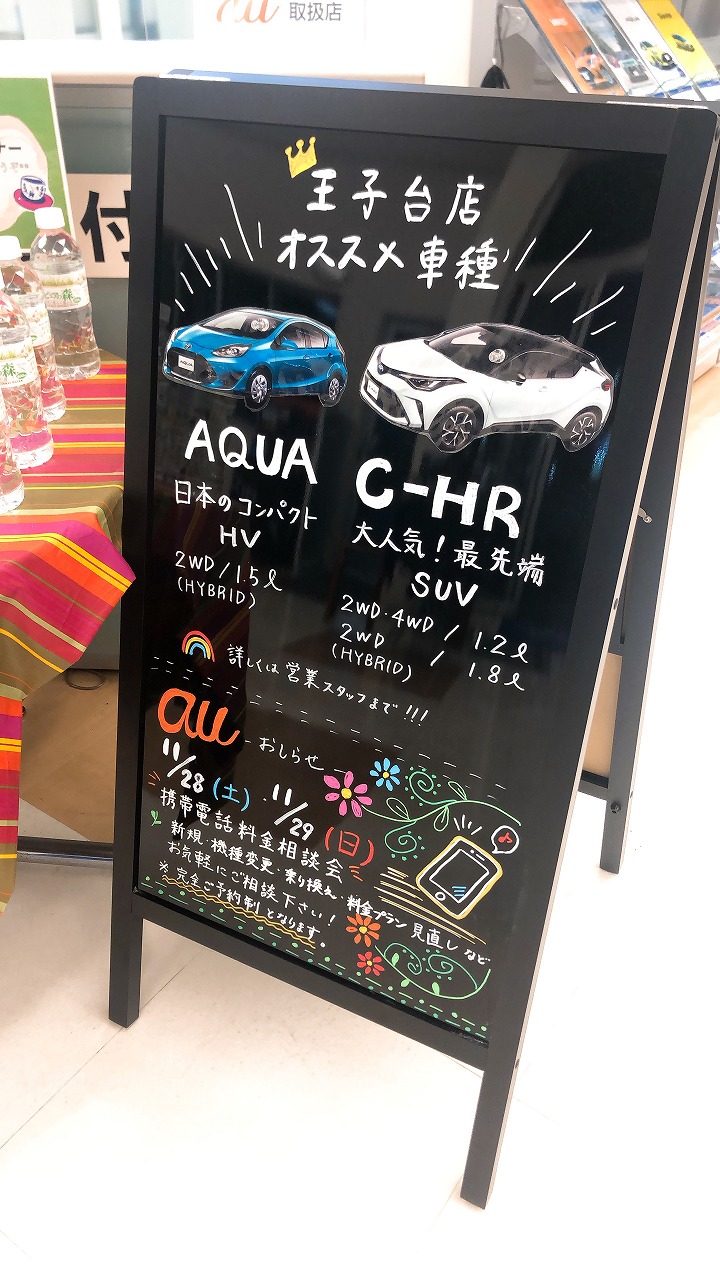 au 取扱店
付
王子台店
オススメ車種
AQUA
AQUA
日本のコンパクト
HV
2WD/1.5ℓ
(HYBRID)
C-HR
大人気!最先端
SUV
2WD・4WD / 1.2ℓ
2WD / 1.8ℓ
(HYBRID)
詳しくは営業スタッフまで!!!
au おしらせ
11/28(土)・11/29(日)
携帯電話料金相談会
新規・機種変更・乗り換え・料金プラン見直しなど
お気軽にご相談下さい!
※完全ご予約制となります。